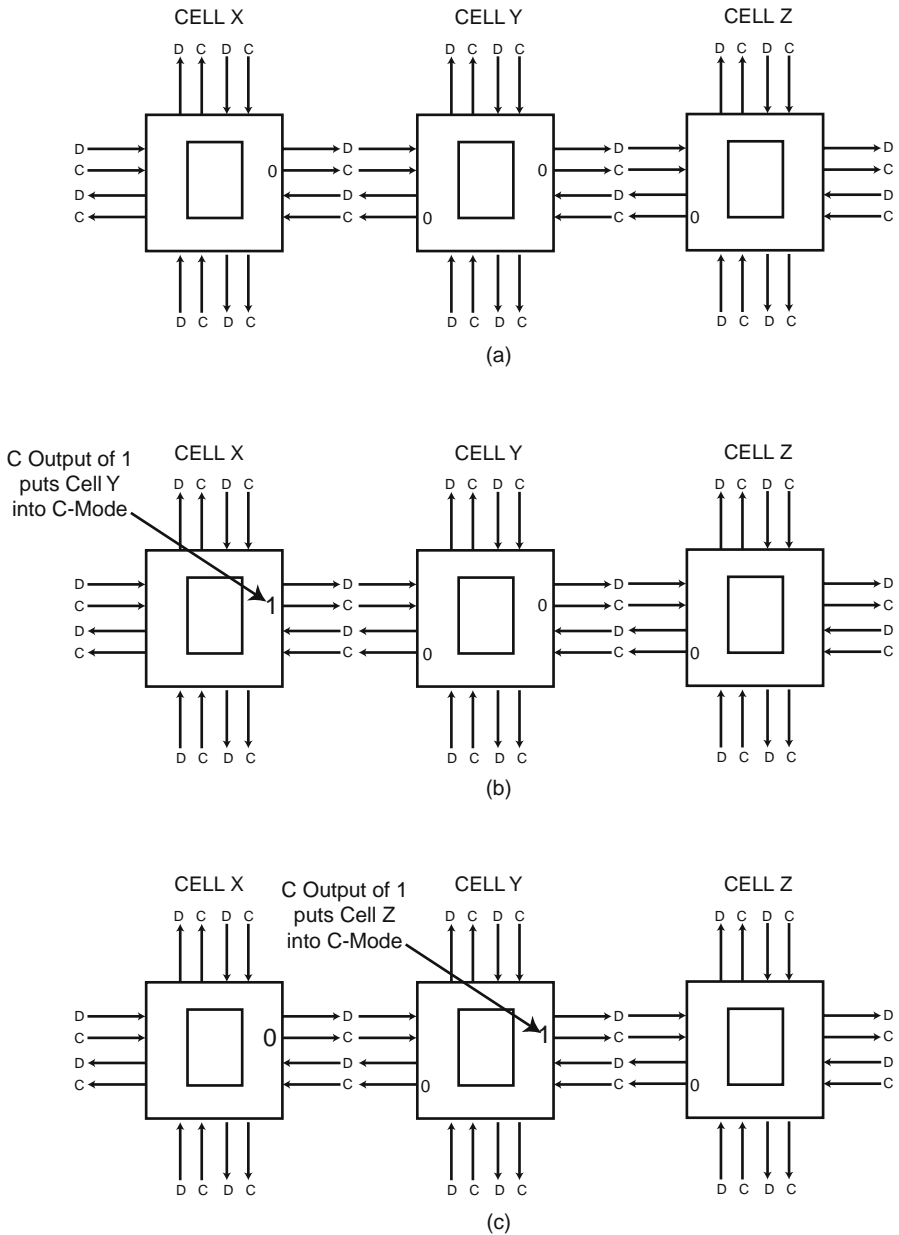 CELL X CELL Y CELL Z
D C D C D C D C D C D C
D D D D
C 0 C 0 C C
D D D D
C C 0 C 0 C
D C D C D C D C D C D C
(a)
C Output of 1
puts Cell Y
into C-Mode
CELL X CELL Y CELL Z
D C D C D C D C D C D C
D D D D
C 1 C 0 C C
D D D D
C C 0 C 0 C
D C D C D C D C D C D C
(b)
C Output of 1
puts Cell Z
into C-Mode
CELL X CELL Y CELL Z
D C D C D C D C D C D C
D D D D
C 0 C 1 C C
D D D D
C C 0 C 0 C
D C D C D C D C D C D C
(c)